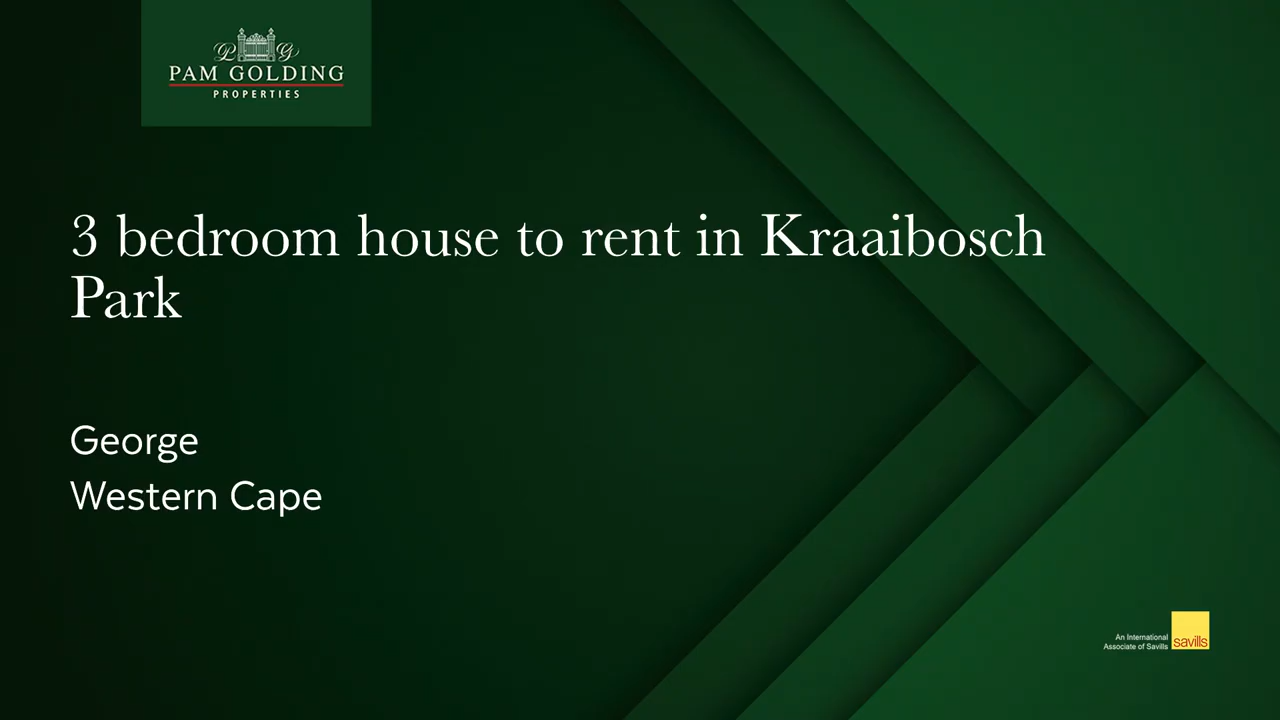 PG
PAM GOLDING
PROPERTIES
3 bedroom house to rent in Kraaibosch
Park
George
Western Cape
An International
Associate of Savills
savills